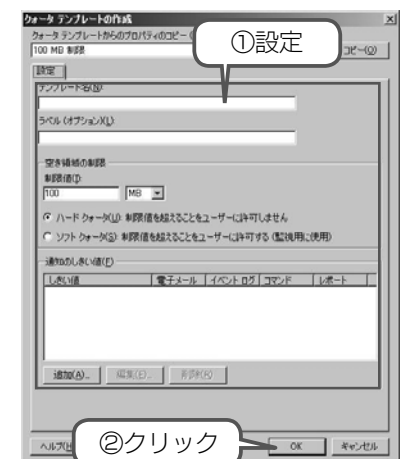 クォータ テンプレートの作成
クォータ テンプレートからのプロパティのコピー(
100 MB 制限
コピー(O)
①設定
設定
テンプレート名(N):
ラベル (オプション)(L):
空き領域の制限
制限値(I):
100
MB
ハード クォータ(U): 制限値を超えることをユーザーに許可しません
ソフト クォータ(S): 制限値を超えることをユーザーに許可する (監視用に使用)
通知のしきい値(F)
しきい値 電子メール イベント ログ コマンド レポート
追加(A)... 編集(E)... 削除(R)
ヘルプ(H
②クリック
OK キャンセル